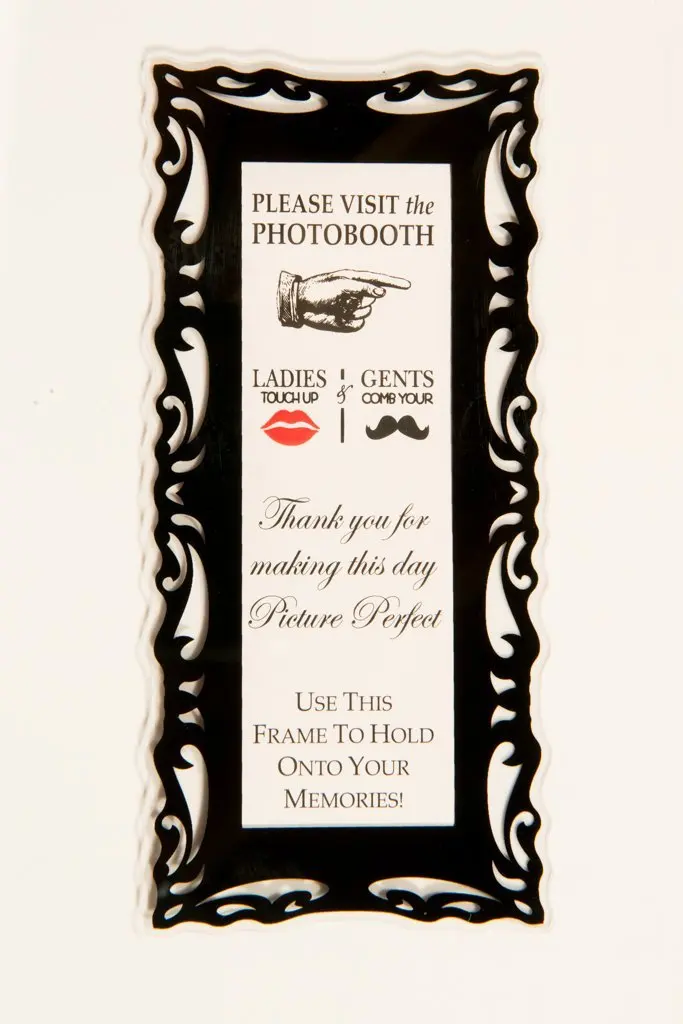 PLEASE VISIT the
PHOTOBOOTH
LADIES & GENTS
TOUCH UP COMB YOUR
Thank you for
making this day
Picture Perfect
USE THIS
FRAME TO HOLD
ONTO YOUR
MEMORIES!